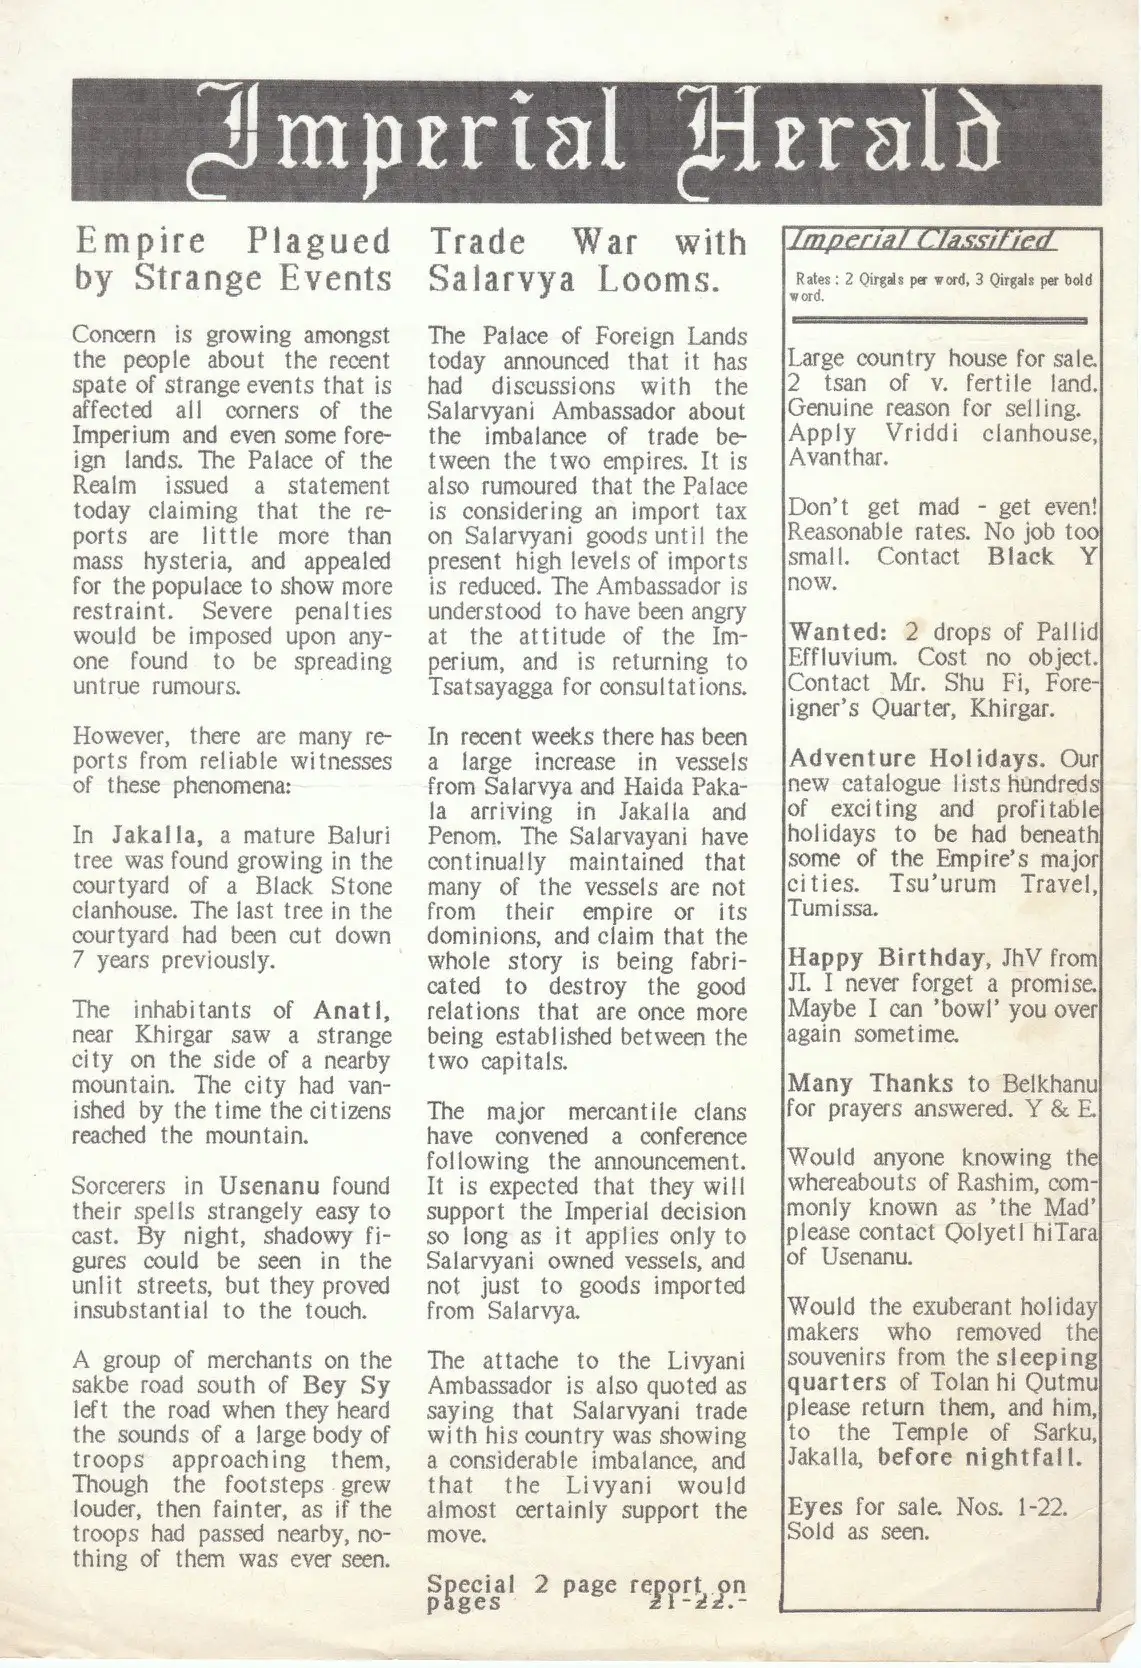 Imperial Herald
Empire Plagued
by Strange Events
Concern is growing amongst
the people about the recent
spate of strange events that is
affected all corners of the
Imperium and even some fore-
ign lands. The Palace of the
Realm issued a statement
today claiming that the re-
ports are little more than
mass hysteria, and appealed
for the populace to show more
restraint. Severe penalties
would be imposed upon any-
one found to be spreading
untrue rumours.
However, there are many re-
ports from reliable witnesses
of these phenomena:
In Jakalla, a mature Baluri
tree was found growing in the
courtyard of a Black Stone
clanhouse. The last tree in the
courtyard had been cut down
7 years previously.
The inhabitants of Anatl,
near Khirgar saw a strange
city on the side of a nearby
mountain. The city had van-
ished by the time the citizens
reached the mountain.
Sorcerers in Usenanu found
their spells strangely easy to
cast. By night, shadowy fi-
gures could be seen in the
unlit streets, but they proved
insubstantial to the touch.
A group of merchants on the
sakbe road south of Bey Sy
left the road when they heard
the sounds of a large body of
troops approaching them,
Though the footsteps grew
louder, then fainter, as if the
troops had passed nearby, no-
thing of them was ever seen.
Trade War with
Salarvya Looms.
The Palace of Foreign Lands
today announced that it has
had discussions with the
Salarvyani Ambassador about
the imbalance of trade be-
tween the two empires. It is
also rumoured that the Palace
is considering an import tax
on Salarvyani goods until the
present high levels of imports
is reduced. The Ambassador is
understood to have been angry
at the attitude of the Im-
perium, and is returning to
Tsatsayagga for consultations.
In recent weeks there has been
a large increase in vessels
from Salarvya and Haida Paka-
la arriving in Jakalla and
Penom. The Salarvayani have
continually maintained that
many of the vessels are not
from their empire or its
dominions, and claim that the
whole story is being fabri-
cated to destroy the good
relations that are once more
being established between the
two capitals.
The major mercantile clans
have convened a conference
following the announcement.
It is expected that they will
support the Imperial decision
so long as it applies only to
Salarvyani owned vessels, and
not just to goods imported
from Salarvya.
The attache to the Livyani
Ambassador is also quoted as
saying that Salarvyani trade
with his country was showing
a considerable imbalance, and
that the Livyani would
almost certainly support the
move.
Special 2 page report on
pages 21-22.-
Imperial Classified
Rates : 2 Qirgals per word, 3 Qirgals per bold
word.
Large country house for sale.
2 tsan of v. fertile land.
Genuine reason for selling.
Apply Vriddi clanhouse,
Avanthar.
Don't get mad - get even!
Reasonable rates. No job too
small. Contact Black Y
now.
Wanted: 2 drops of Pallid
Effluvium. Cost no object.
Contact Mr. Shu Fi, Fore-
igner's Quarter, Khirgar.
Adventure Holidays. Our
new catalogue lists hundreds
of exciting and profitable
holidays to be had beneath
some of the Empire's major
cities. Tsu'urum Travel,
Tumissa.
Happy Birthday, JhV from
JI. I never forget a promise.
Maybe I can 'bowl' you over
again sometime.
Many Thanks to Belkhanu
for prayers answered. Y & E.
Would anyone knowing the
whereabouts of Rashim, com-
monly known as 'the Mad'
please contact Qolyetl hiTara
of Usenanu.
Would the exuberant holiday
makers who removed the
souvenirs from the sleeping
quarters of Tolan hi Qutmu
please return them, and him,
to the Temple of Sarku,
Jakalla, before nightfall.
Eyes for sale. Nos. 1-22.
Sold as seen.